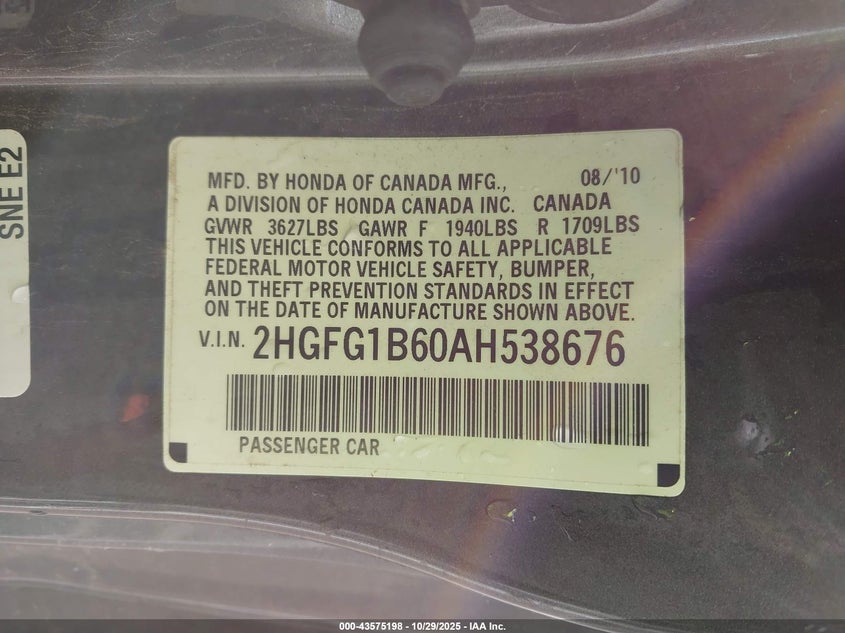 SNE E2
MFD. BY HONDA OF CANADA MFG., 08/'10
A DIVISION OF HONDA CANADA INC. CANADA
GVWR 3627LBS GAWR F 1940LBS R 1709LBS
THIS VEHICLE CONFORMS TO ALL APPLICABLE
FEDERAL MOTOR VEHICLE SAFETY, BUMPER,
AND THEFT PREVENTION STANDARDS IN EFFECT
ON THE DATE OF MANUFACTURE SHOWN ABOVE.
V.I.N. 2HGFG1B60AH538676
PASSENGER CAR
000-43575198 - 10/29/2025 - IAA Inc.